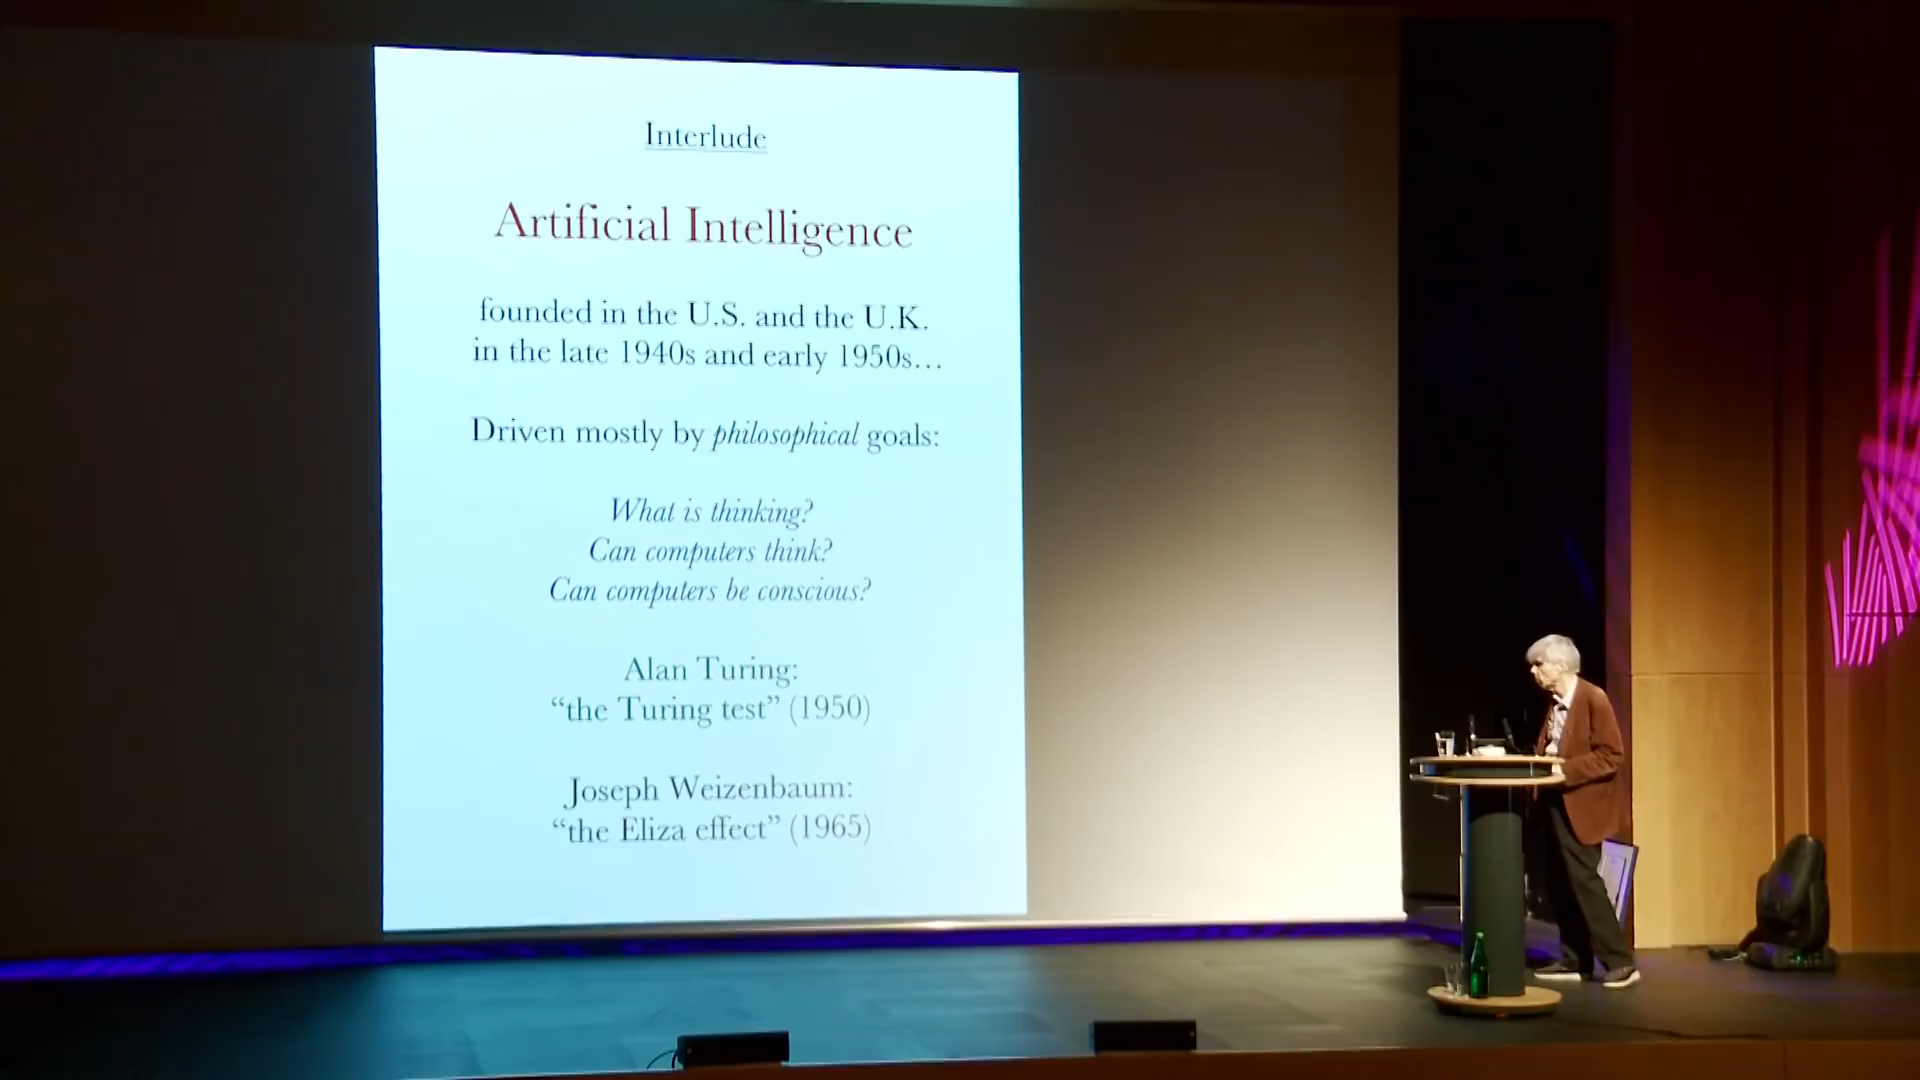 Interlude
Artificial Intelligence
founded in the U.S. and the U.K.
in the late 1940s and early 1950s…
Driven mostly by philosophical goals:
What is thinking?
Can computers think?
Can computers be conscious?
Alan Turing:
“the Turing test” (1950)
Joseph Weizenbaum:
“the Eliza effect” (1965)